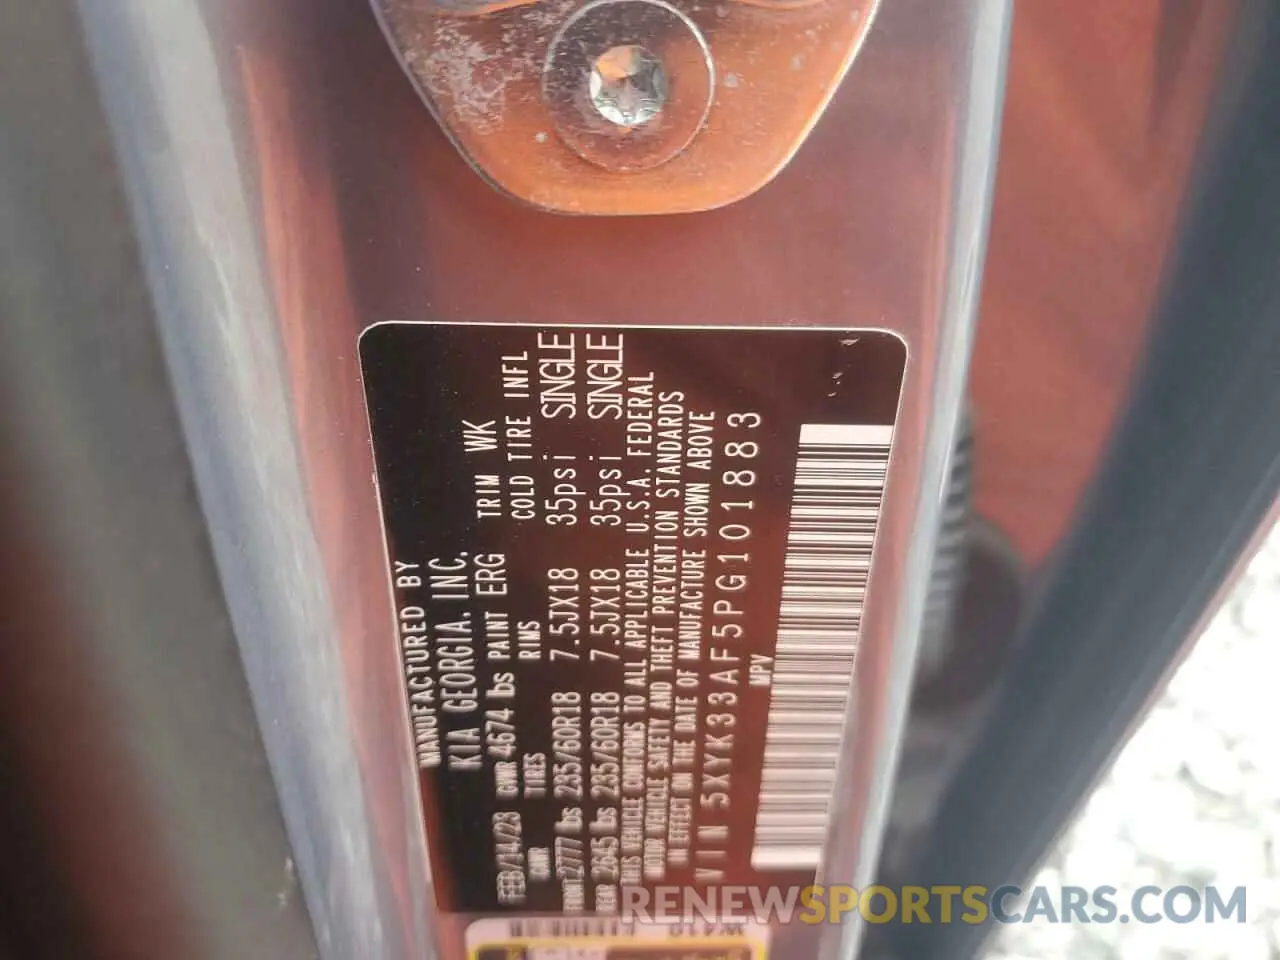 MANUFACTURED BY
KIA GEORGIA, INC.
FEB/14/23 GVWR 4674 lbs PAINT ERG TRIM WK
GAWR TIRES RIMS COLD TIRE INFL
FRONT 2777 lbs 235/60R18 7.5JX18 35psi SINGLE
REAR 2645 lbs 235/60R18 7.5JX18 35psi SINGLE
THIS VEHICLE CONFORMS TO ALL APPLICABLE U.S.A. FEDERAL
MOTOR VEHICLE SAFETY AND THEFT PREVENTION STANDARDS
IN EFFECT ON THE DATE OF MANUFACTURE SHOWN ABOVE
VIN 5XYK33AF5PG101883
MPV
RENEWSPORTSCARS.COM